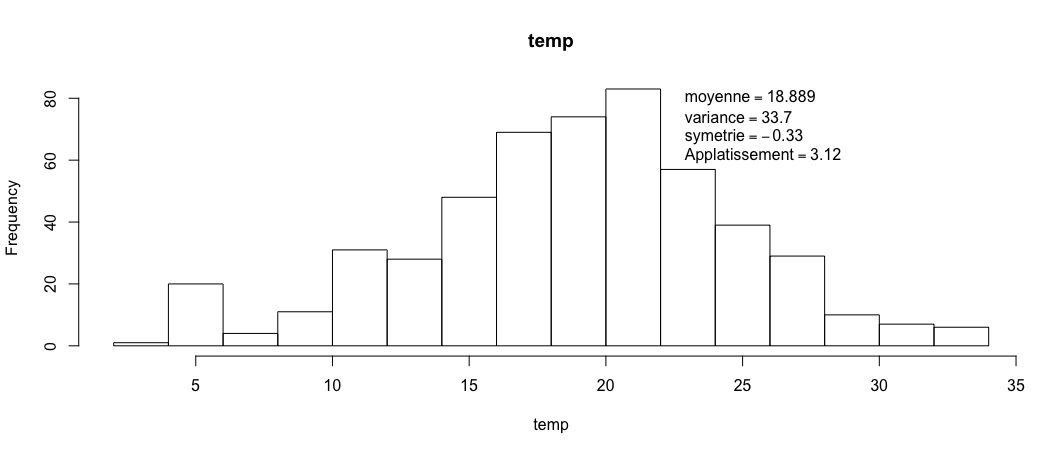 temp
moyenne = 18.889
variance = 33.7
symetrie = − 0.33
Applatissement = 3.12
Frequency
80
60
40
20
0
5 10 15 20 25 30 35
temp